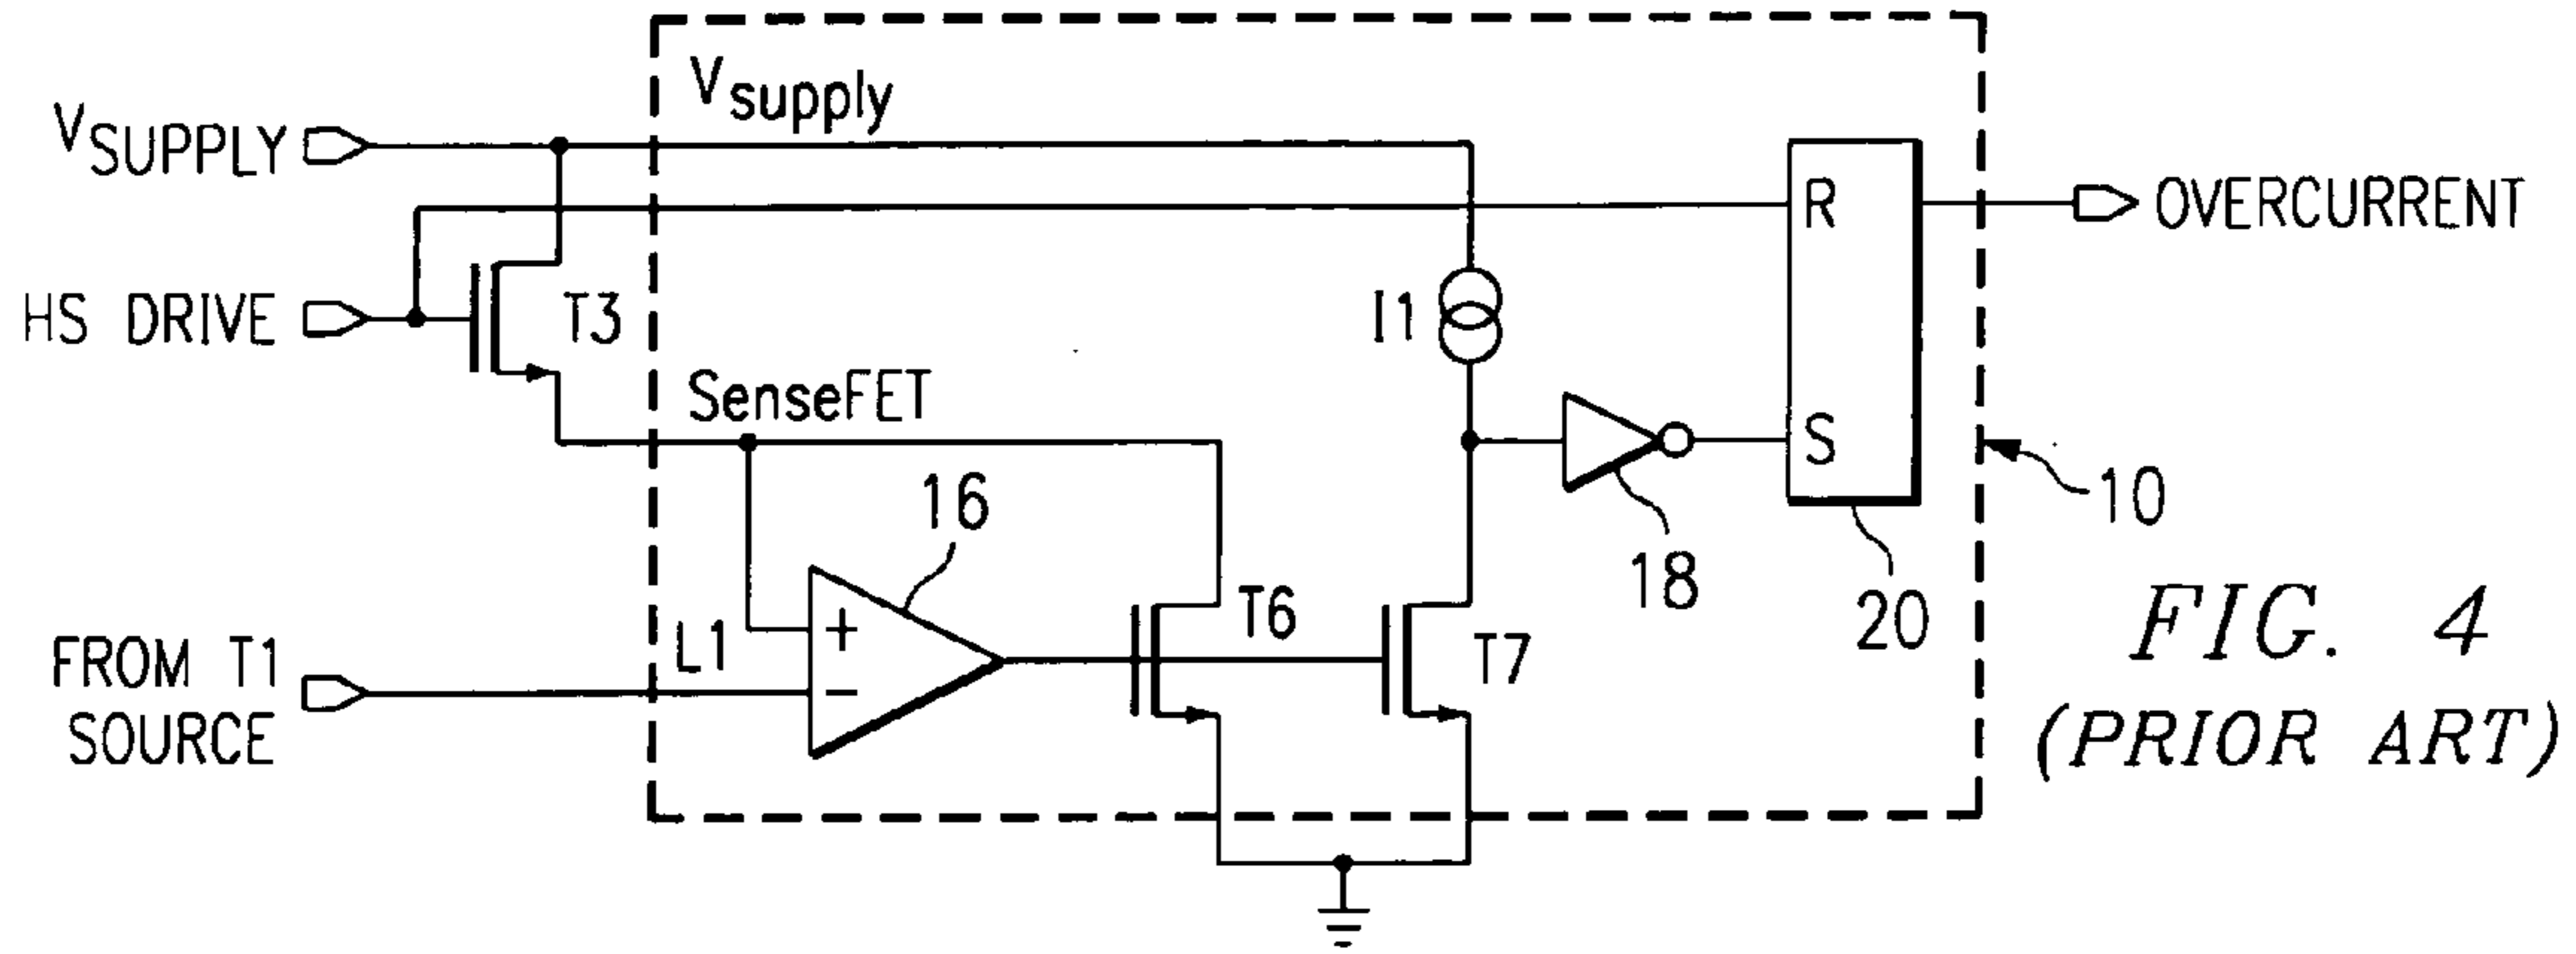 Vsupply
VSUPPLY
R
OVERCURRENT
HS DRIVE
T3
I1
SenseFET
S
16
10
18
20
FROM T1
SOURCE
L1
+
−
T6
T7
FIG. 4
(PRIOR ART)